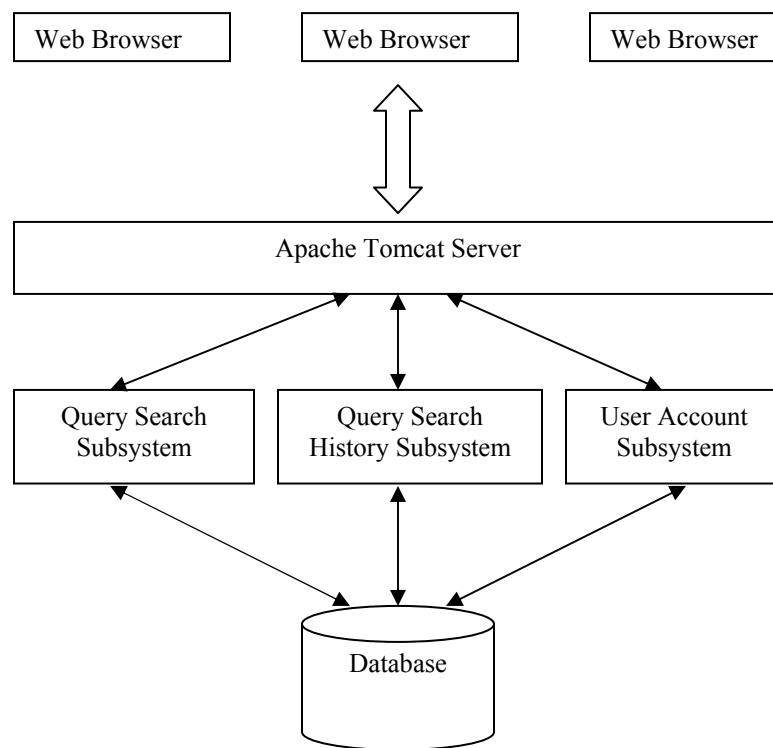 Web Browser
Web Browser
Web Browser
Apache Tomcat Server
Query Search
Subsystem
Query Search
History Subsystem
User Account
Subsystem
Database